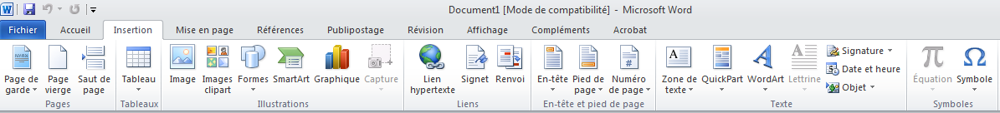 Document1 [Mode de compatibilité] - Microsoft Word
Fichier Accueil Insertion Mise en page Références Publipostage Révision Affichage Compléments Acrobat
Page de garde
Page vierge
Saut de page
Pages
Tableau
Tableaux
Image
Images clipart
Formes
SmartArt
Graphique
Capture
Illustrations
Lien hypertexte
Signet
Renvoi
Liens
En-tête
Pied de page
Numéro de page
En-tête et pied de page
Zone de texte
QuickPart
WordArt
Lettrine
Signature
Date et heure
Objet
Texte
Équation
Symbole
Symboles